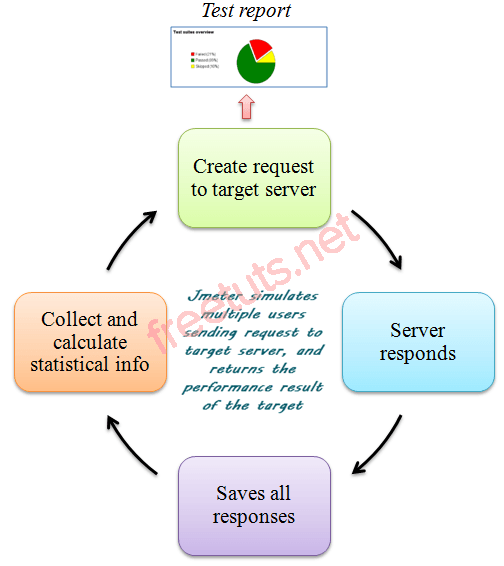 Test report
Test suites overview
Passed (69%)
Skipped (10%)
Create request
to target server
freetuts.net
Collect and
calculate
statistical info
Jmeter simulates
multiple users
sending request to
target server, and
returns the
performance result
of the target
Server
responds
Saves all
responses